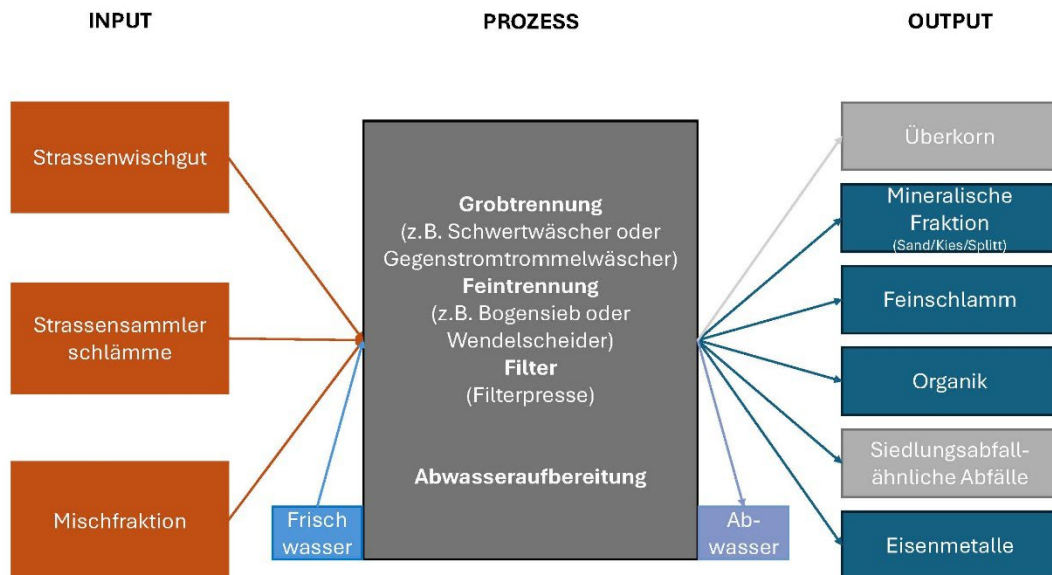 INPUT
PROZESS
OUTPUT
Strassenwischgut
Strassensammler
schlämme
Mischfraktion
Frisch
wasser
Grobtrennung
(z.B. Schwertwäscher oder
Gegenstromtrommelwäscher)
Feintrennung
(z.B. Bogensieb oder
Wendelscheider)
Filter
(Filterpresse)
Abwasseraufbereitung
Ab-
wasser
Überkorn
Mineralische
Fraktion
(Sand/Kies/Splitt)
Feinschlamm
Organik
Siedlungsabfall-
ähnliche Abfälle
Eisenmetalle